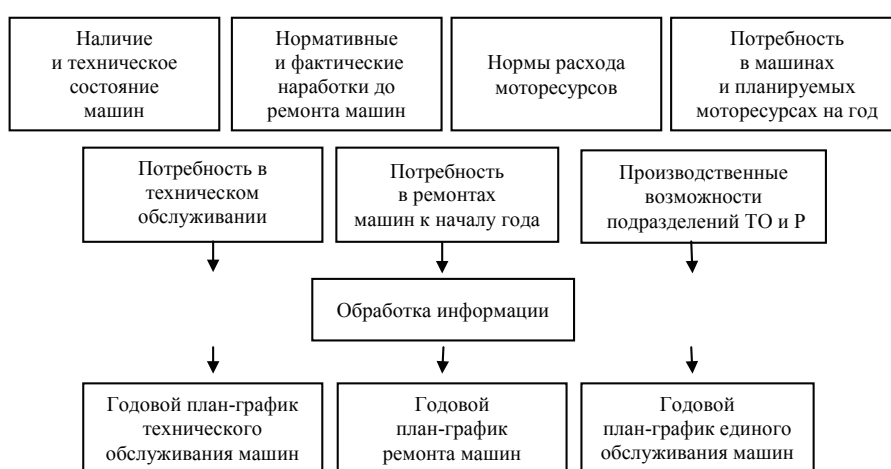 Наличие
и техническое
состояние
машин
Нормативные
и фактические
наработки до
ремонта машин
Нормы расхода
моторесурсов
Потребность
в машинах
и планируемых
моторесурсах на год
Потребность в
техническом
обслуживании
Потребность
в ремонтах
машин к началу года
Производственные
возможности
подразделений ТО и Р
Обработка информации
Годовой план-график
технического
обслуживания машин
Годовой
план-график
ремонта машин
Годовой
план-график единого
обслуживания машин